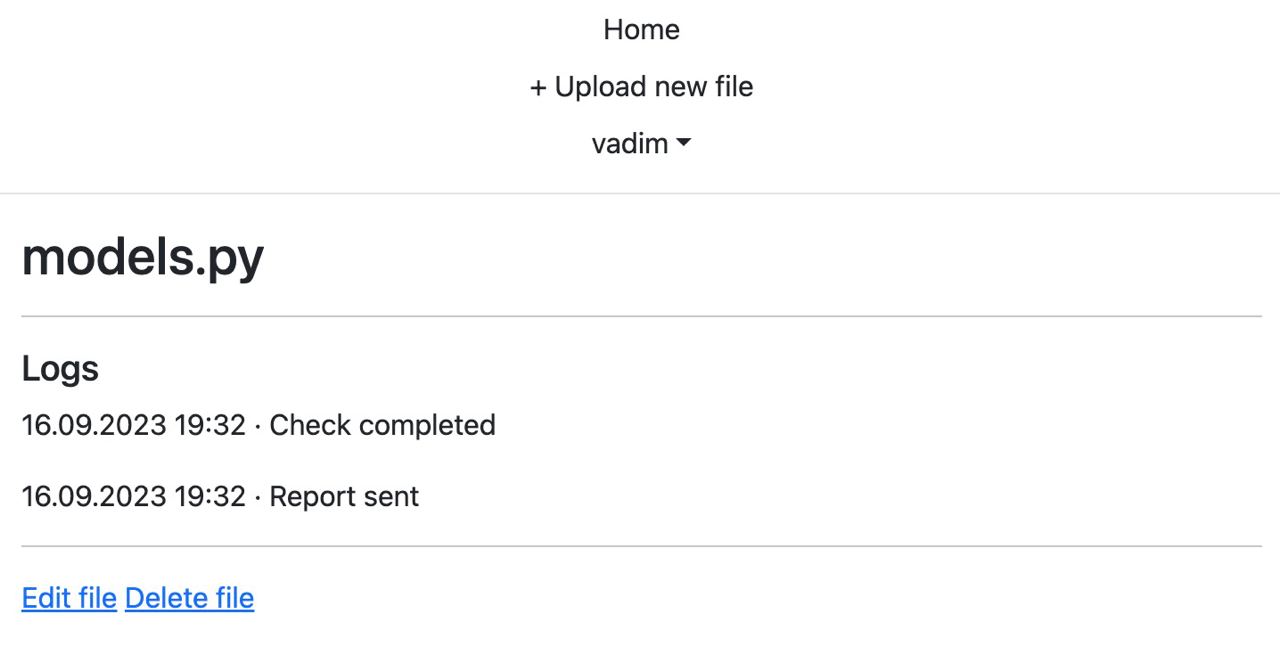 Home
+ Upload new file
vadim
models.py
Logs
16.09.2023 19:32 · Check completed
16.09.2023 19:32 · Report sent
Edit file Delete file